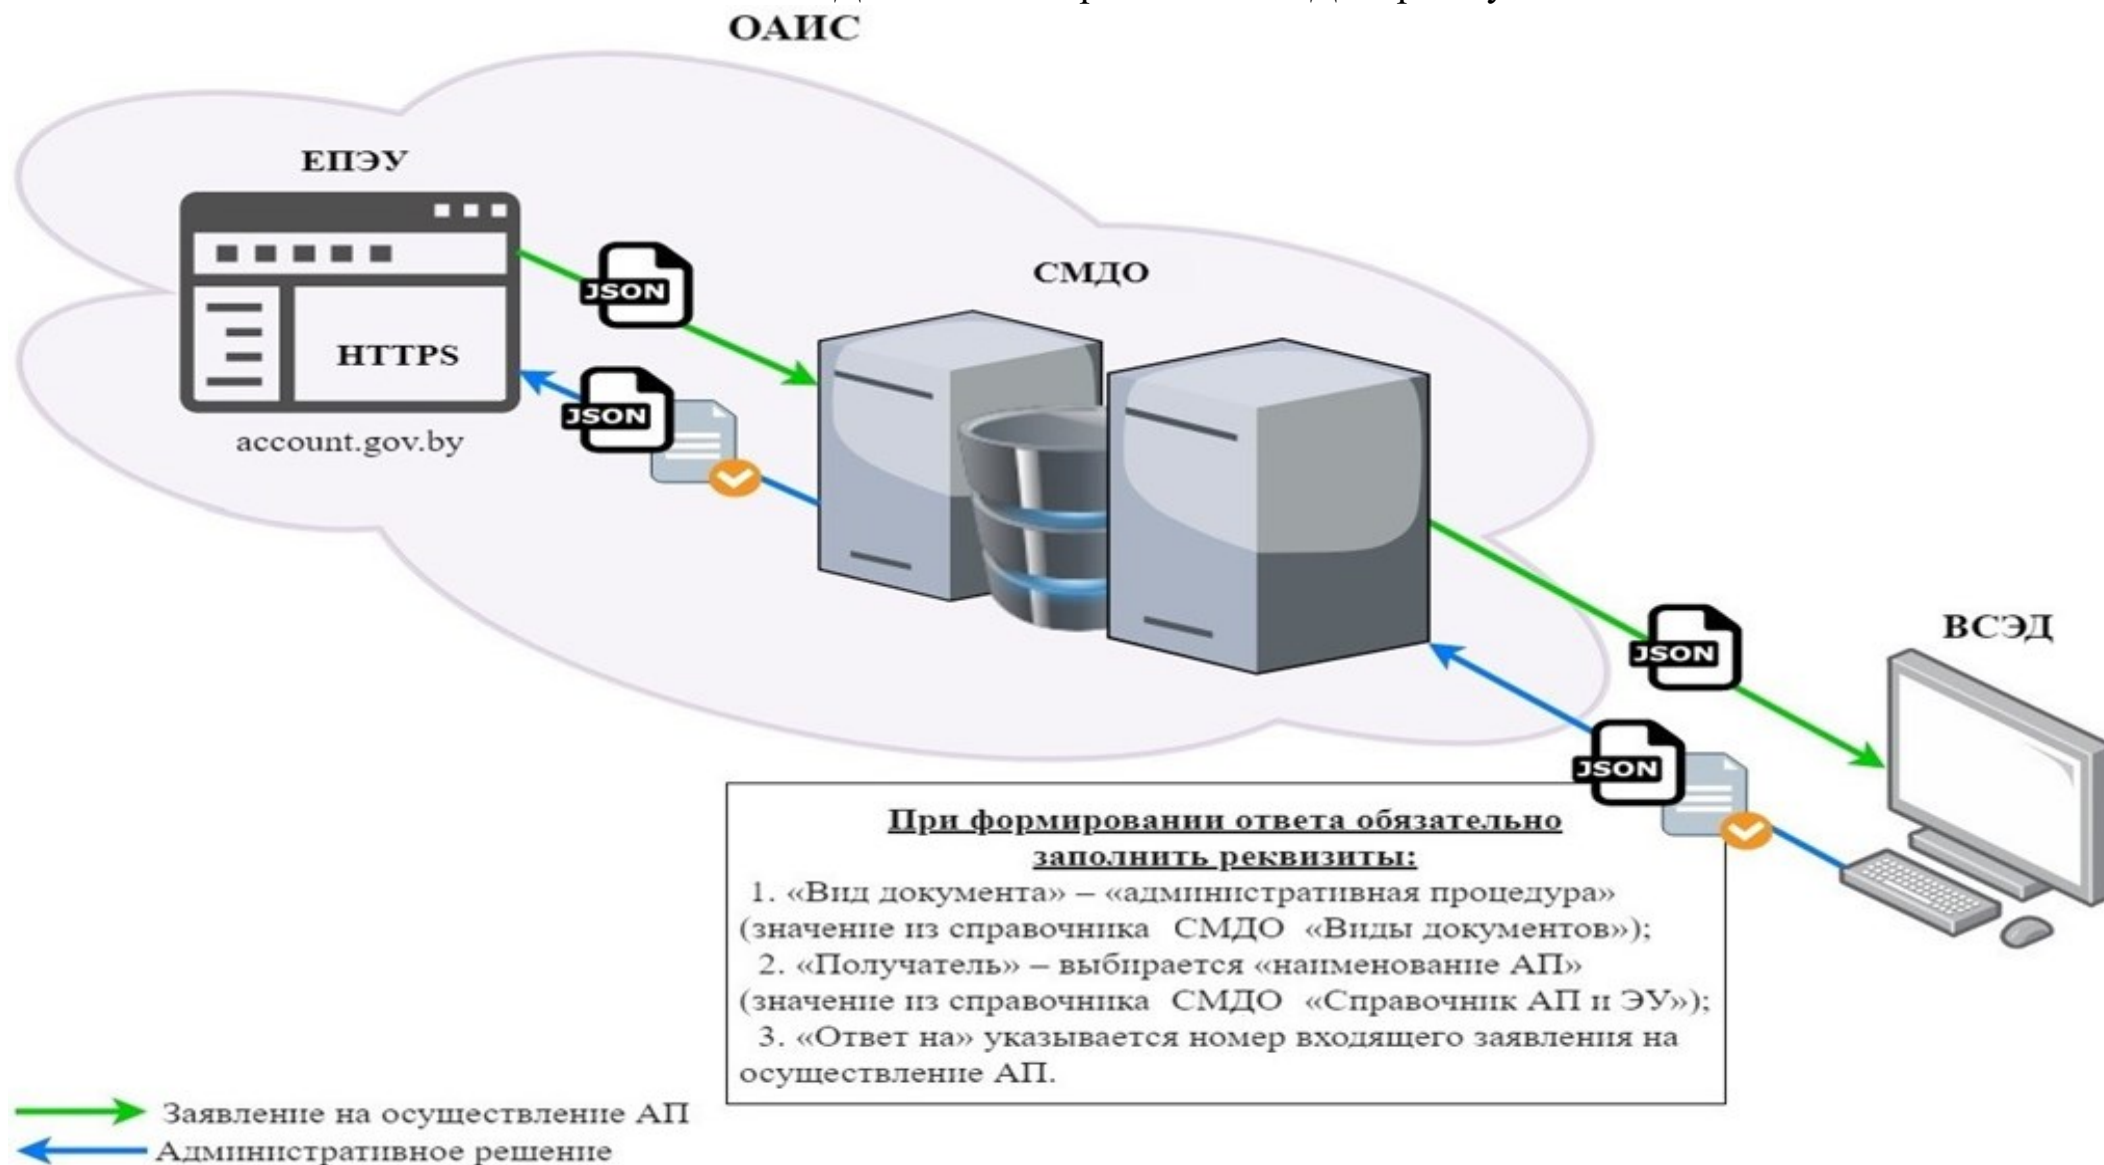 ОАИС
ЕПЭУ
HTTPS
account.gov.by
JSON
JSON
СМДО
JSON
JSON
ВСЭД
При формировании ответа обязательно
заполнить реквизиты:
1. «Вид документа» – «административная процедура»
(значение из справочника СМДО «Виды документов»);
2. «Получатель» – выбирается «наименование АП»
(значение из справочника СМДО «Справочник АП и ЭУ»);
3. «Ответ на» указывается номер входящего заявления на
осуществление АП.
Заявление на осуществление АП
Административное решение